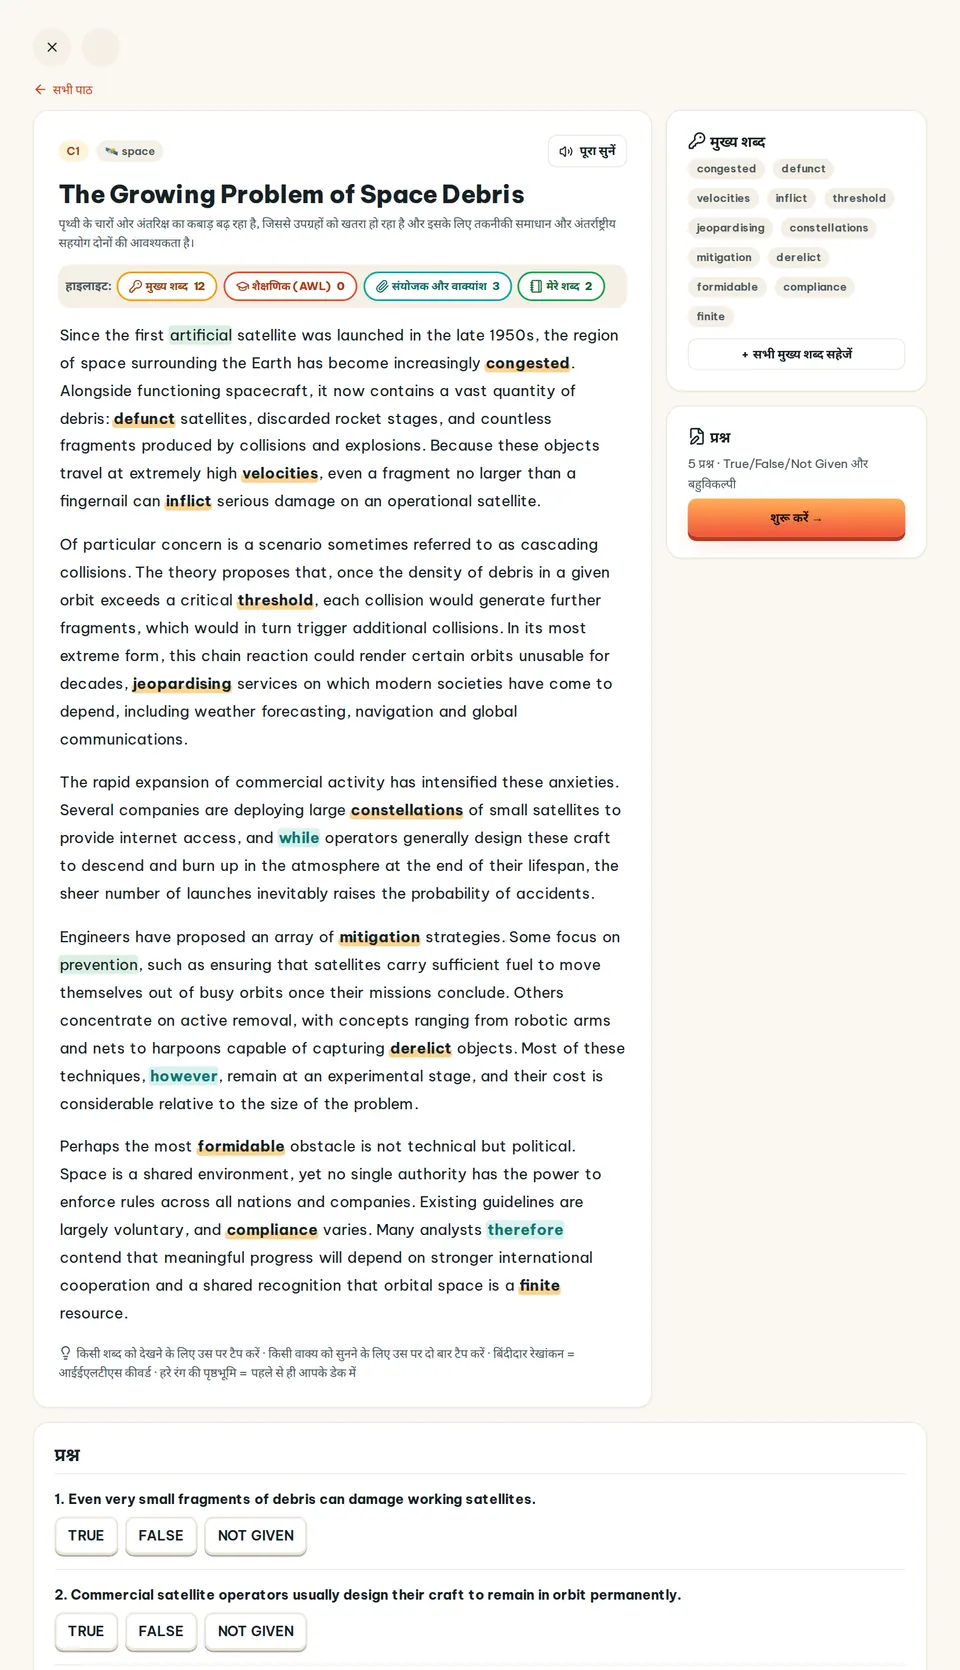 ← सभी पाठ
C1 space
पूरा सुनें
The Growing Problem of Space Debris
पृथ्वी के चारों ओर अंतरिक्ष का कबाड़ बढ़ रहा है, जिससे उपग्रहों को खतरा हो रहा है और इसके लिए तकनीकी समाधान और अंतर्राष्ट्रीय
सहयोग दोनों की आवश्यकता है।
हाइलाइट: मुख्य शब्द 12 शैक्षणिक (AWL) 0 संयोजक और वाक्यांश 3 मेरे शब्द 2
Since the first artificial satellite was launched in the late 1950s, the region
of space surrounding the Earth has become increasingly congested.
Alongside functioning spacecraft, it now contains a vast quantity of
debris: defunct satellites, discarded rocket stages, and countless
fragments produced by collisions and explosions. Because these objects
travel at extremely high velocities, even a fragment no larger than a
fingernail can inflict serious damage on an operational satellite.
Of particular concern is a scenario sometimes referred to as cascading
collisions. The theory proposes that, once the density of debris in a given
orbit exceeds a critical threshold, each collision would generate further
fragments, which would in turn trigger additional collisions. In its most
extreme form, this chain reaction could render certain orbits unusable for
decades, jeopardising services on which modern societies have come to
depend, including weather forecasting, navigation and global
communications.
The rapid expansion of commercial activity has intensified these anxieties.
Several companies are deploying large constellations of small satellites to
provide internet access, and while operators generally design these craft
to descend and burn up in the atmosphere at the end of their lifespan, the
sheer number of launches inevitably raises the probability of accidents.
Engineers have proposed an array of mitigation strategies. Some focus on
prevention, such as ensuring that satellites carry sufficient fuel to move
themselves out of busy orbits once their missions conclude. Others
concentrate on active removal, with concepts ranging from robotic arms
and nets to harpoons capable of capturing derelict objects. Most of these
techniques, however, remain at an experimental stage, and their cost is
considerable relative to the size of the problem.
Perhaps the most formidable obstacle is not technical but political.
Space is a shared environment, yet no single authority has the power to
enforce rules across all nations and companies. Existing guidelines are
largely voluntary, and compliance varies. Many analysts therefore
contend that meaningful progress will depend on stronger international
cooperation and a shared recognition that orbital space is a finite
resource.
किसी शब्द को देखने के लिए उस पर टैप करें · किसी वाक्य को सुनने के लिए उस पर दो बार टैप करें · बिंदीदार रेखांकन =
आईईएलटीएस कीवर्ड · हरे रंग की पृष्ठभूमि = पहले से ही आपके डेक में
मुख्य शब्द
congested defunct
velocities inflict threshold
jeopardising constellations
mitigation derelict
formidable compliance
finite
+ सभी मुख्य शब्द सहेजें
प्रश्न
5 प्रश्न · True/False/Not Given और
बहुविकल्पी
शुरू करें →
प्रश्न
1. Even very small fragments of debris can damage working satellites.
TRUE FALSE NOT GIVEN
2. Commercial satellite operators usually design their craft to remain in orbit permanently.
TRUE FALSE NOT GIVEN